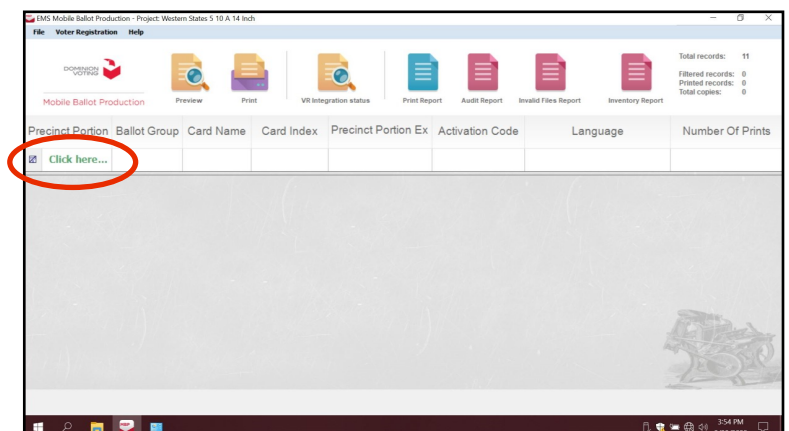 EMS Mobile Ballot Production - Project: Western States 5 10 A 14 Inch
File Voter Registration Help
DOMINION VOTING
Mobile Ballot Production
Preview
Print
VR Integration status
Print Report
Audit Report
Invalid Files Report
Inventory Report
Total records: 11
Filtered records: 0
Printed records: 0
Total copies: 0
Precinct Portion Ballot Group Card Name Card Index Precinct Portion Ex Activation Code Language Number Of Prints
Click here...
3:54 PM